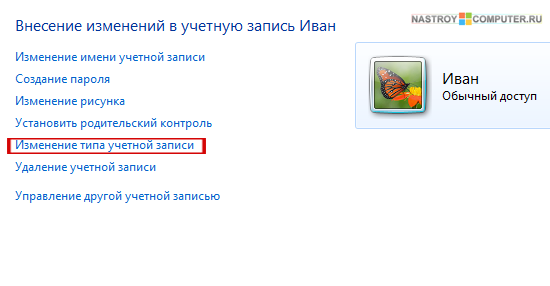 NASTROY COMPUTER.RU
Внесение изменений в учетную запись Иван
Изменение имени учетной записи
Создание пароля
Изменение рисунка
Установить родительский контроль
Изменение типа учетной записи
Удаление учетной записи
Управление другой учетной записью
Иван
Обычный доступ